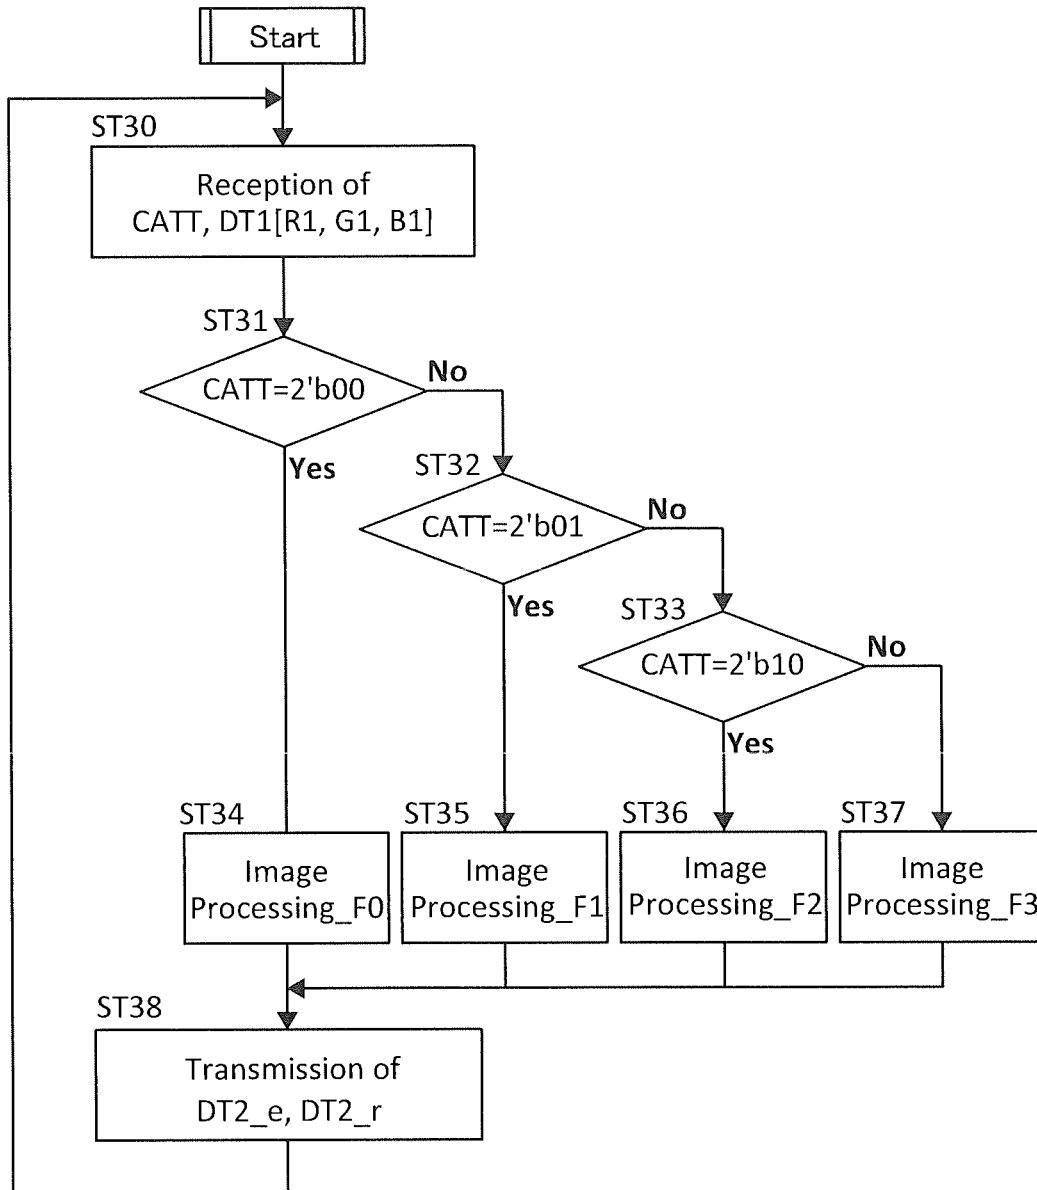 Start
ST30
Reception of
CATT, DT1[R1, G1, B1]
ST31
CATT=2'b00
No
Yes
ST32
CATT=2'b01
No
Yes
ST33
CATT=2'b10
No
Yes
ST34
Image
Processing_F0
ST35
Image
Processing_F1
ST36
Image
Processing_F2
ST37
Image
Processing_F3
ST38
Transmission of
DT2_e, DT2_r